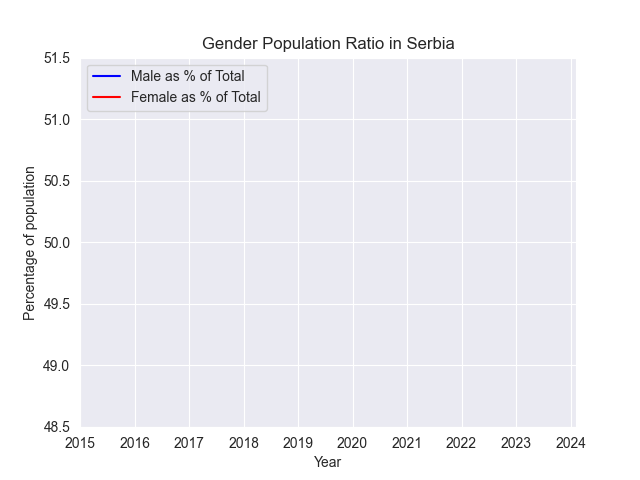 Gender Population Ratio in Serbia
51.5
Male as % of Total
Female as % of Total
51.0
50.5
50.0
49.5
49.0
48.5
Percentage of population
2015 2016 2017 2018 2019 2020 2021 2022 2023 2024
Year